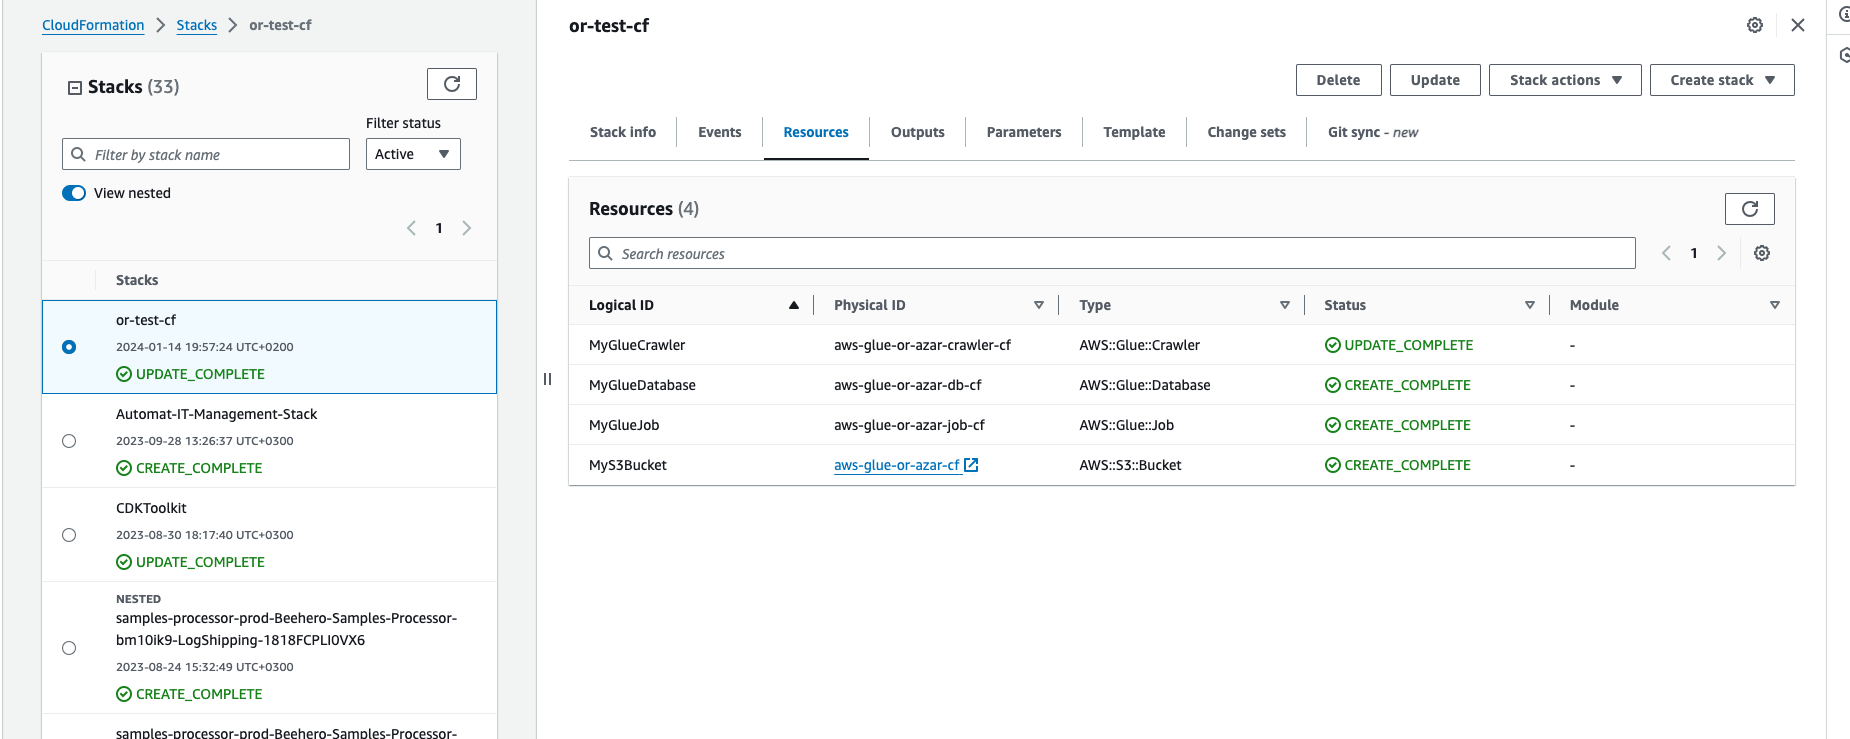 CloudFormation > Stacks > or-test-cf
Stacks (33)
Filter status
Filter by stack name
Active
View nested
1
Stacks
or-test-cf
2024-01-14 19:57:24 UTC+0200
UPDATE_COMPLETE
Automat-IT-Management-Stack
2023-09-28 13:26:37 UTC+0300
CREATE_COMPLETE
CDKToolkit
2023-08-30 18:17:40 UTC+0300
UPDATE_COMPLETE
NESTED
samples-processor-prod-Beehero-Samples-Processor-
bm10ik9-LogShipping-1818FCPLI0VX6
2023-08-24 15:32:49 UTC+0300
CREATE_COMPLETE
samples-processor-prod-Beehero-Samples-Processor-
or-test-cf
Delete Update Stack actions Create stack
Stack info Events Resources Outputs Parameters Template Change sets Git sync - new
Resources (4)
Search resources
1
Logical ID Physical ID Type Status Module
MyGlueCrawler aws-glue-or-azar-crawler-cf AWS::Glue::Crawler UPDATE_COMPLETE -
MyGlueDatabase aws-glue-or-azar-db-cf AWS::Glue::Database CREATE_COMPLETE -
MyGlueJob aws-glue-or-azar-job-cf AWS::Glue::Job CREATE_COMPLETE -
MyS3Bucket aws-glue-or-azar-cf AWS::S3::Bucket CREATE_COMPLETE -